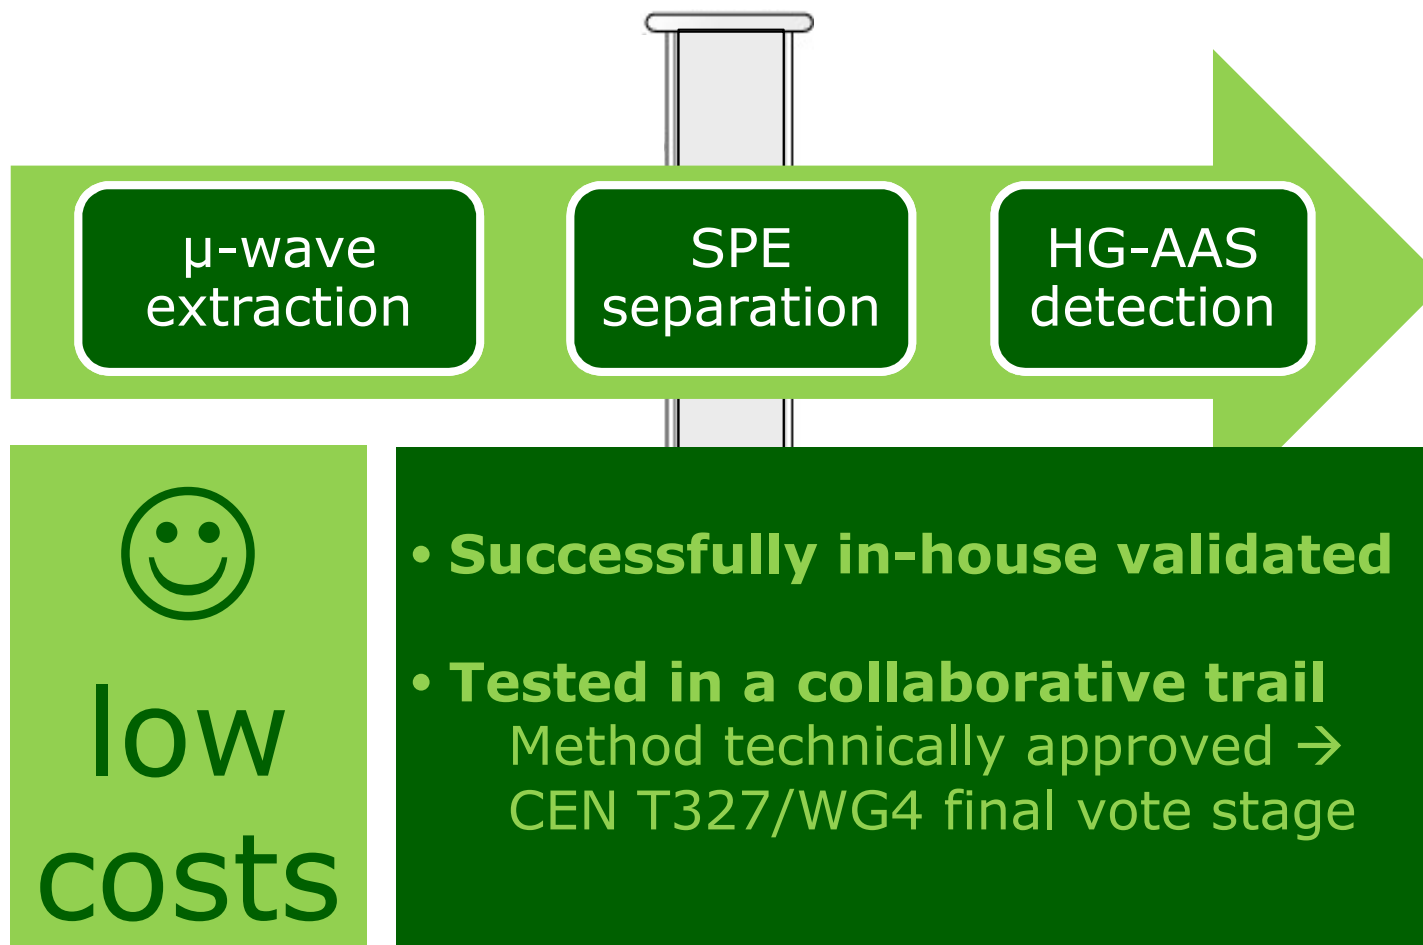 µ-wave
extraction
SPE
separation
HG-AAS
detection
low
costs
• Successfully in-house validated
• Tested in a collaborative trail
Method technically approved →
CEN T327/WG4 final vote stage